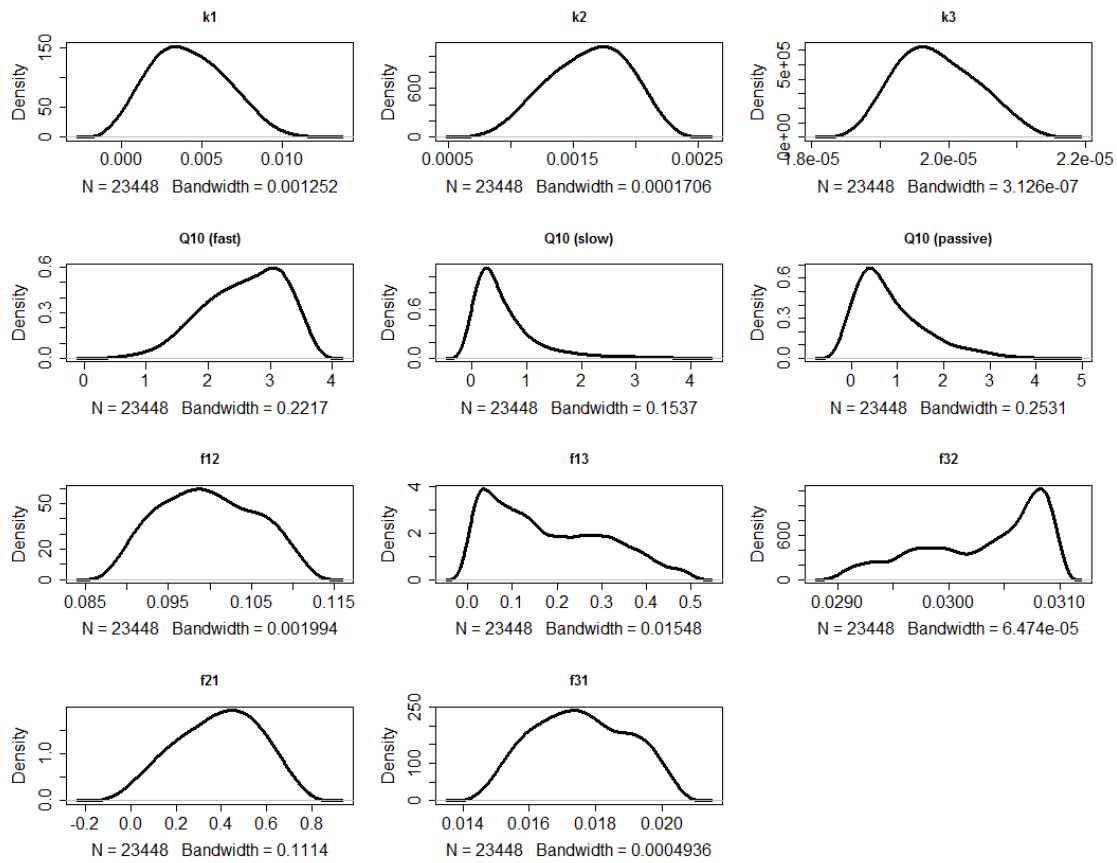 k1
Density
0 50 150
0.000 0.005 0.010
N = 23448 Bandwidth = 0.001252
k2
Density
0 600
0.0005 0.0015 0.0025
N = 23448 Bandwidth = 0.0001706
k3
Density
0e+00 5e+05
1.8e-05 2.0e-05 2.2e-05
N = 23448 Bandwidth = 3.126e-07
Q10 (fast)
Density
0.0 0.3 0.6
0 1 2 3 4
N = 23448 Bandwidth = 0.2217
Q10 (slow)
Density
0.0 0.6
0 1 2 3 4
N = 23448 Bandwidth = 0.1537
Q10 (passive)
Density
0.0 0.3 0.6
0 1 2 3 4 5
N = 23448 Bandwidth = 0.2531
f12
Density
0 20 50
0.085 0.095 0.105 0.115
N = 23448 Bandwidth = 0.001994
f13
Density
0 2 4
0.0 0.1 0.2 0.3 0.4 0.5
N = 23448 Bandwidth = 0.01548
f32
Density
0 600
0.0290 0.0300 0.0310
N = 23448 Bandwidth = 6.474e-05
f21
Density
0.0 1.0
-0.2 0.0 0.2 0.4 0.6 0.8
N = 23448 Bandwidth = 0.1114
f31
Density
0 100 250
0.014 0.016 0.018 0.020
N = 23448 Bandwidth = 0.0004936